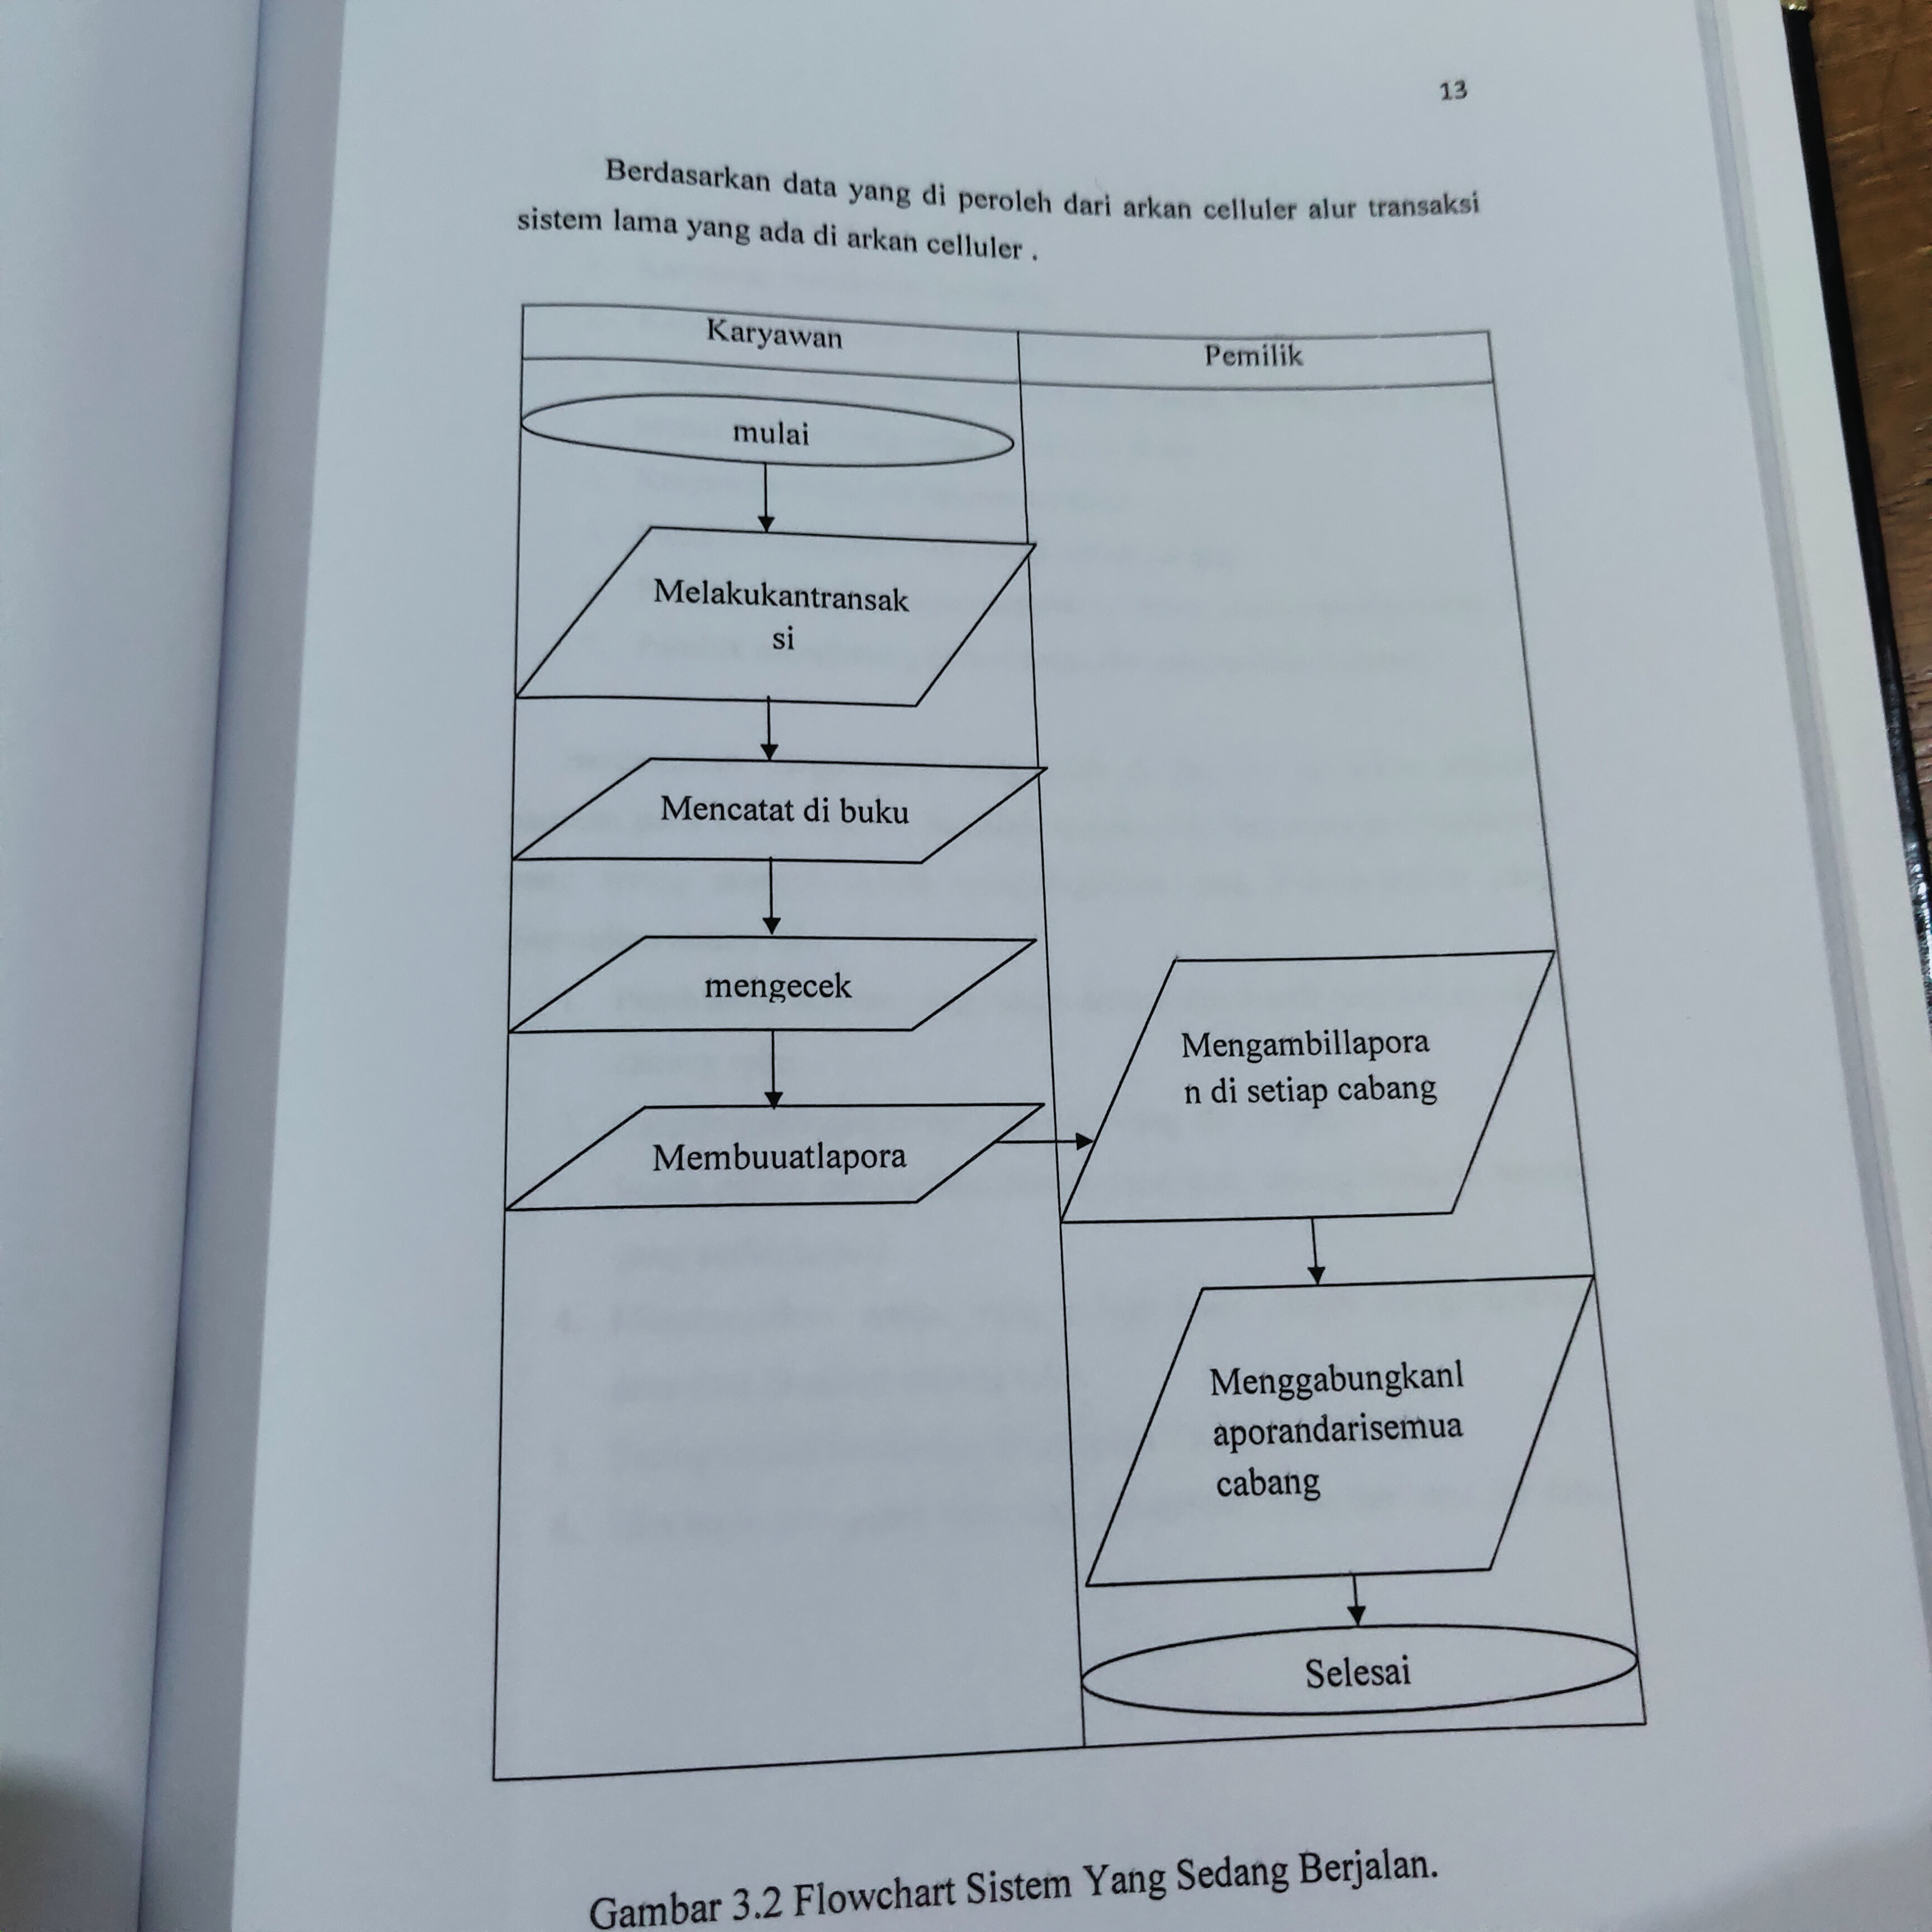 13
Berdasarkan data yang di peroleh dari arkan celluler alur transaksi
sistem lama yang ada di arkan celluler .
Karyawan
Pemilik
mulai
Melakukantransak
si
Mencatat di buku
mengecek
Membuuatlapora
Mengambillapora
n di setiap cabang
Menggabungkanl
aporandarisemua
cabang
Selesai
Gambar 3.2 Flowchart Sistem Yang Sedang Berjalan.